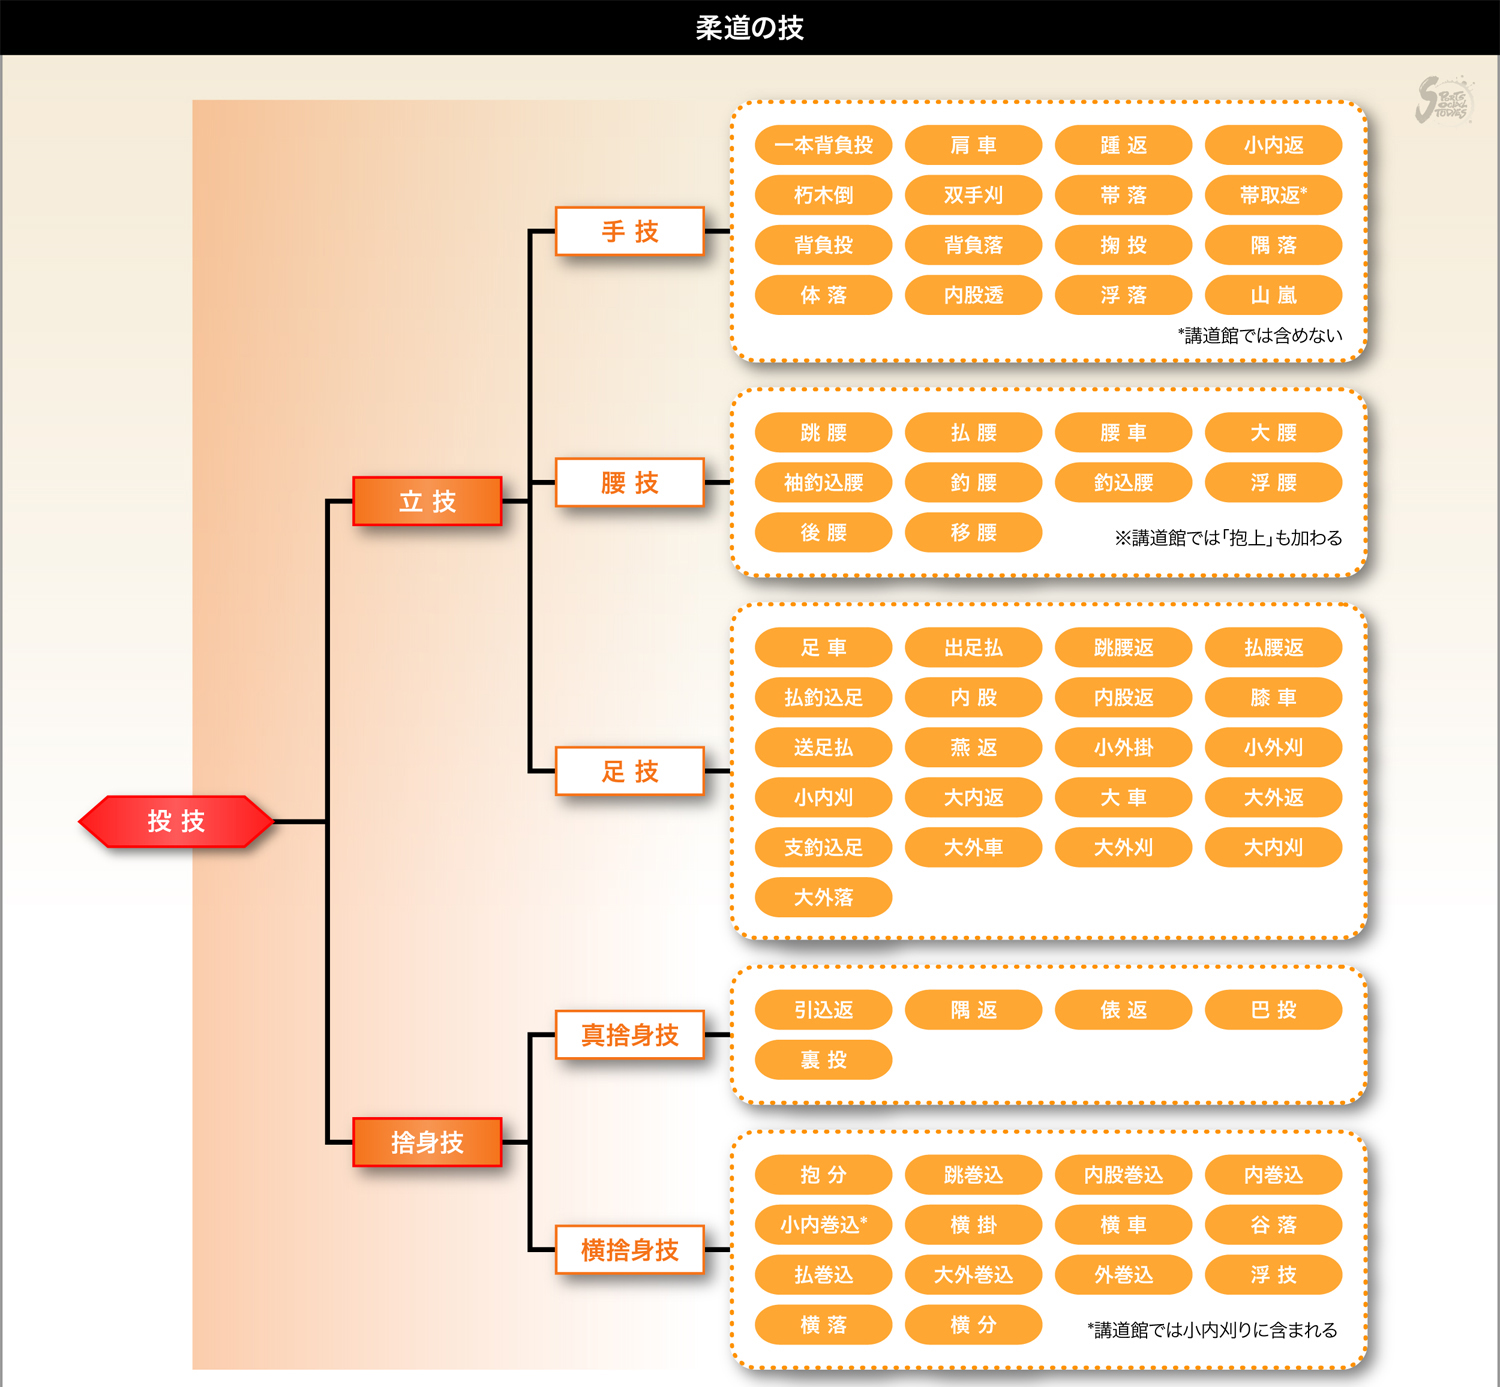 柔道の技
SPORTS SOCIAL STORIES
投技
立技
捨身技
手技
一本背負投 肩車 踵返 小内返
朽木倒 双手刈 帯落 帯取返*
背負投 背負落 掬投 隅落
体落 内股透 浮落 山嵐
*講道館では含めない
腰技
跳腰 払腰 腰車 大腰
袖釣込腰 釣腰 釣込腰 浮腰
後腰 移腰
※講道館では「抱上」も加わる
足技
足車 出足払 跳腰返 払腰返
払釣込足 内股 内股返 膝車
送足払 燕返 小外掛 小外刈
小内刈 大内返 大車 大外返
支釣込足 大外車 大外刈 大内刈
大外落
真捨身技
引込返 隅返 俵返 巴投
裏投
横捨身技
抱分 跳巻込 内股巻込 内巻込
小内巻込* 横掛 横車 谷落
払巻込 大外巻込 外巻込 浮技
横落 横分
*講道館では小内刈りに含まれる